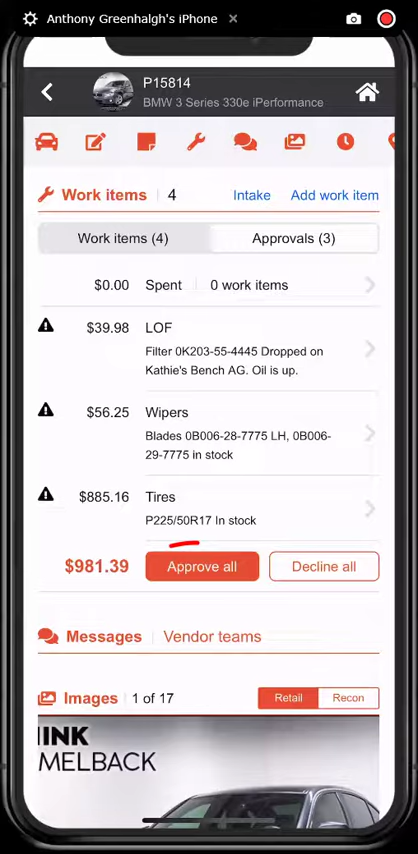 Anthony Greenhalgh's iPhone
P15814
BMW 3 Series 330e iPerformance
Work items 4 Intake Add work item
Work items (4) Approvals (3)
$0.00 Spent 0 work items
$39.98 LOF
Filter 0K203-55-4445 Dropped on
Kathie's Bench AG. Oil is up.
$56.25 Wipers
Blades 0B006-28-7775 LH, 0B006-
29-7775 in stock
$885.16 Tires
P225/50R17 In stock
$981.39 Approve all Decline all
Messages Vendor teams
Images 1 of 17 Retail Recon
INK
MELBACK